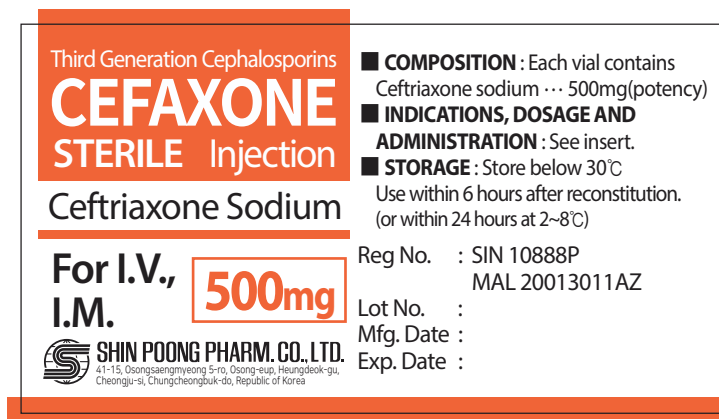 Third Generation Cephalosporins
CEFAXONE
STERILE Injection
Ceftriaxone Sodium
For I.V.,
I.M.
500mg
SHIN POONG PHARM. CO., LTD.
41-15, Osongsaengmyeong 5-ro, Osong-eup, Heungdeok-gu,
Cheongju-si, Chungcheongbuk-do, Republic of Korea
■ COMPOSITION : Each vial contains
Ceftriaxone sodium ··· 500mg(potency)
■ INDICATIONS, DOSAGE AND
ADMINISTRATION : See insert.
■ STORAGE : Store below 30℃
Use within 6 hours after reconstitution.
(or within 24 hours at 2~8℃)
Reg No. : SIN 10888P
MAL 20013011AZ
Lot No. :
Mfg. Date :
Exp. Date :